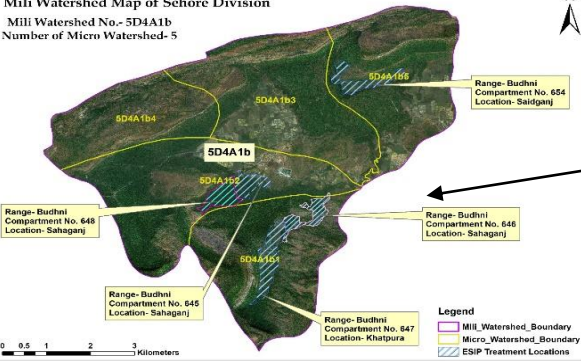 Mili Watershed Map of Sehore Division
Mili Watershed No.- 5D4A1b
Number of Micro Watershed- 5
N
5D4A1b5
Range- Budhni
Compartment No. 654
Location- Saidganj
5D4A1b3
5D4A1b4
5D4A1b
5D4A1b2
Range- Budhni
Compartment No. 648
Location- Sahaganj
Range- Budhni
Compartment No. 646
Location- Sahaganj
5D4A1b1
Range- Budhni
Compartment No. 645
Location- Sahaganj
Range- Budhni
Compartment No. 647
Location- Khatpura
Legend
Mili_Watershed_Boundary
Micro_Watershed_Boundary
ESIP Treatment Locations
0 0.5 1 2 3
Kilometers